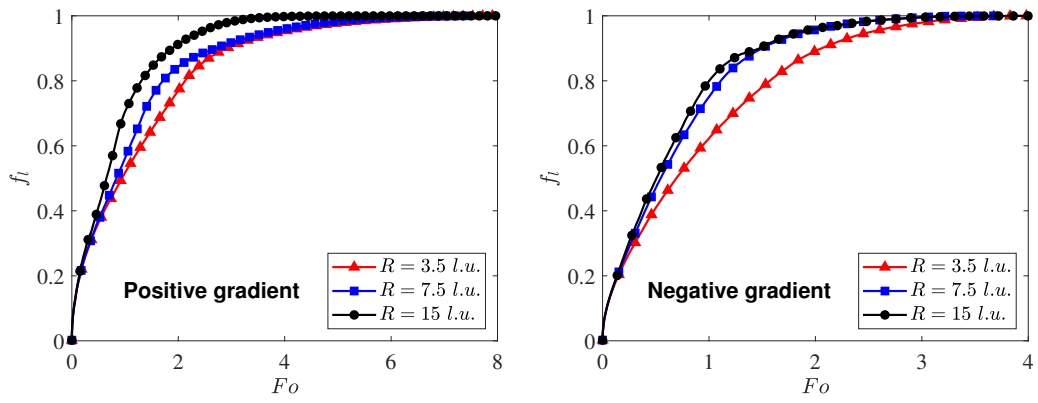 1
0.8
0.6
0.4
0.2
0
f_l
0 2 4 6 8
Fo
Positive gradient
R = 3.5 l.u.
R = 7.5 l.u.
R = 15 l.u.
1
0.8
0.6
0.4
0.2
0
f_l
0 1 2 3 4
Fo
Negative gradient
R = 3.5 l.u.
R = 7.5 l.u.
R = 15 l.u.